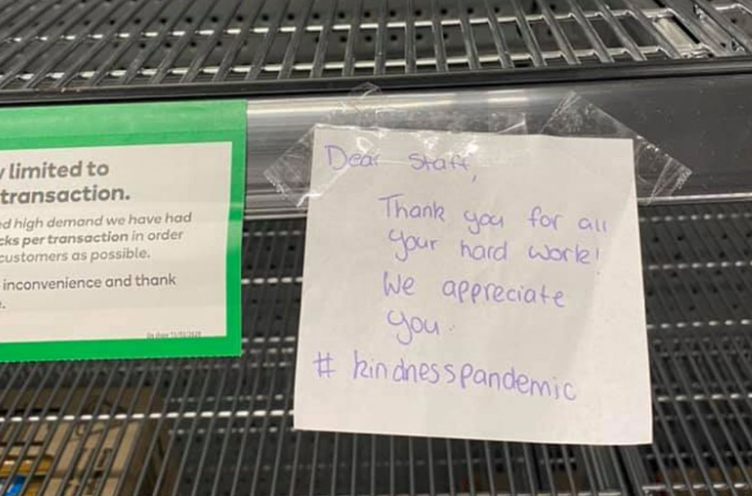 limited to
transaction.
high demand we have had
per transaction in order
customers as possible.
inconvenience and thank
Dear Staff,
Thank you for all
your hard work!
We appreciate
you.
# kindnesspandemic